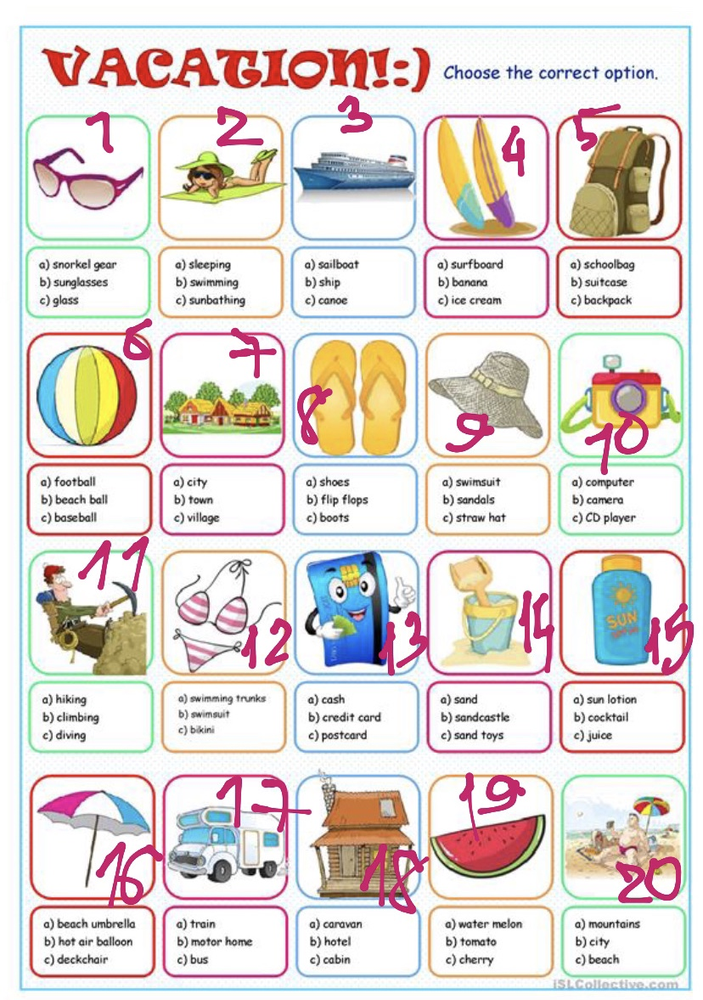 VACATION!:) Choose the correct option.
1 2 3 4 5
a) snorkel gear
b) sunglasses
c) glass
a) sleeping
b) swimming
c) sunbathing
a) sailboat
b) ship
c) canoe
a) surfboard
b) banana
c) ice cream
a) schoolbag
b) suitcase
c) backpack
6 7 8 9 10
a) football
b) beach ball
c) baseball
a) city
b) town
c) village
a) shoes
b) flip flops
c) boots
a) swimsuit
b) sandals
c) straw hat
a) computer
b) camera
c) CD player
11 12 13 14 15
SUN
a) hiking
b) climbing
c) diving
a) swimming trunks
b) swimsuit
c) bikini
a) cash
b) credit card
c) postcard
a) sand
b) sandcastle
c) sand toys
a) sun lotion
b) cocktail
c) juice
16 17 18 19 20
a) beach umbrella
b) hot air balloon
c) deckchair
a) train
b) motor home
c) bus
a) caravan
b) hotel
c) cabin
a) water melon
b) tomato
c) cherry
a) mountains
b) city
c) beach
iSLCollective.com